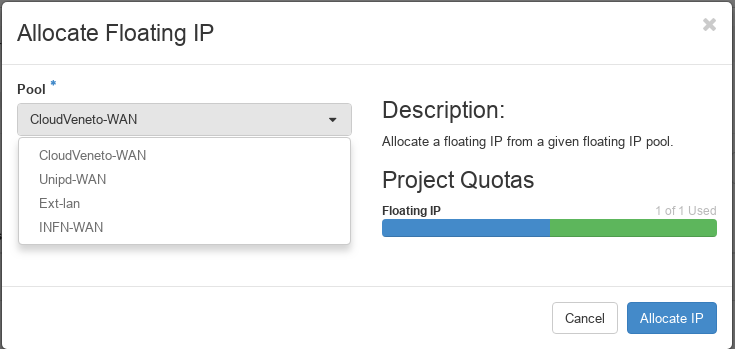 Allocate Floating IP
×
Pool *
CloudVeneto-WAN
CloudVeneto-WAN
Unipd-WAN
Ext-lan
INFN-WAN
Description:
Allocate a floating IP from a given floating IP pool.
Project Quotas
Floating IP 1 of 1 Used
Cancel Allocate IP